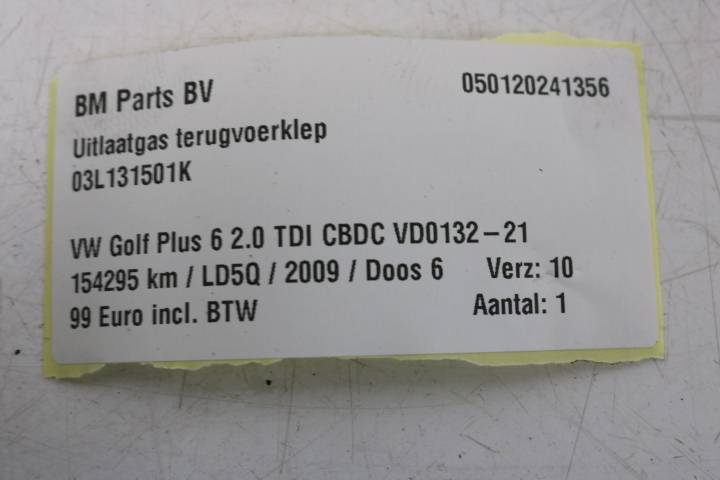 BM Parts BV 050120241356
Uitlaatgas terugvoerklep
03L131501K
VW Golf Plus 6 2.0 TDI CBDC VD0132-21
154295 km / LD5Q / 2009 / Doos 6 Verz: 10
99 Euro incl. BTW Aantal: 1